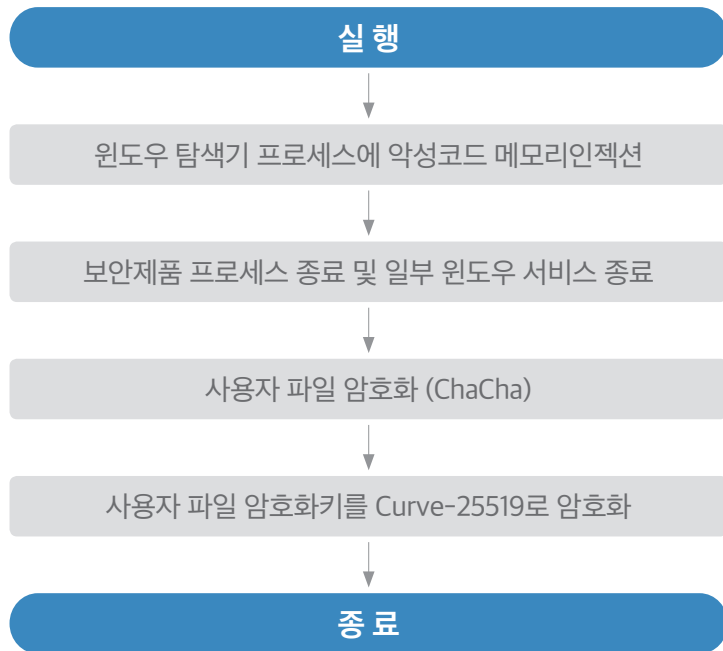 실 행
윈도우 탐색기 프로세스에 악성코드 메모리인젝션
보안제품 프로세스 종료 및 일부 윈도우 서비스 종료
사용자 파일 암호화 (ChaCha)
사용자 파일 암호화키를 Curve-25519로 암호화
종 료